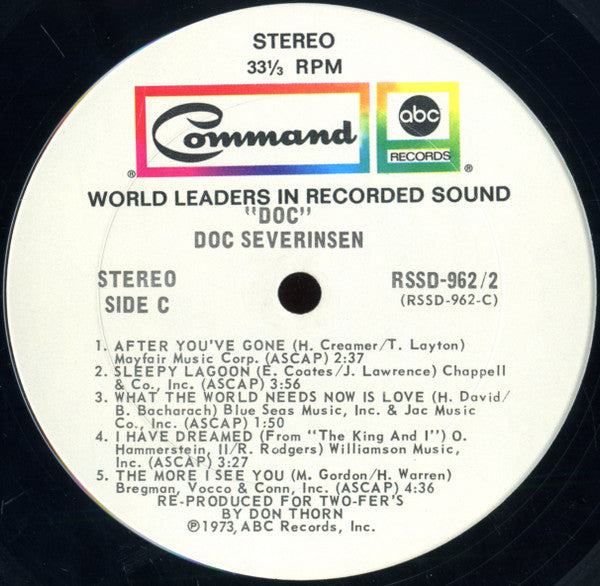 STEREO
33⅓ RPM
Command
abc
RECORDS
®
®
WORLD LEADERS IN RECORDED SOUND
"DOC"
DOC SEVERINSEN
STEREO
SIDE C
RSSD-962/2
(RSSD-962-C)
1. AFTER YOU'VE GONE (H. Creamer/T. Layton)
Mayfair Music Corp. (ASCAP) 2:37
2. SLEEPY LAGOON (E. Coates/J. Lawrence) Chappell
& Co., Inc. (ASCAP) 3:56
3. WHAT THE WORLD NEEDS NOW IS LOVE (H. David/
B. Bacharach) Blue Seas Music, Inc. & Jac Music
Co., Inc. (ASCAP) 1:50
4. I HAVE DREAMED (From "The King And I") O.
Hammerstein, II/R. Rodgers) Williamson Music,
Inc. (ASCAP) 3:27
5. THE MORE I SEE YOU (M. Gordon/H. Warren)
Bregman, Vocco & Conn, Inc. (ASCAP) 4:36
RE-PRODUCED FOR TWO-FER'S
BY DON THORN
℗1973, ABC Records, Inc.